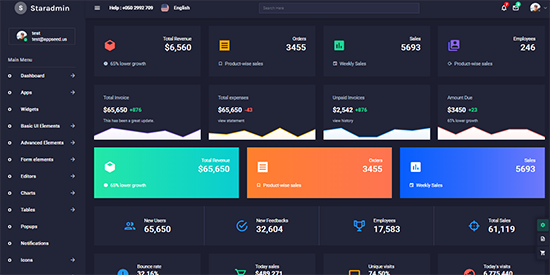 S Staradmin
Help : +050 2992 709
English
Search Here
test
test@appsend.us
Main Menu
Dashboard
Apps
Widgets
Basic UI Elements
Advanced Elements
Form elements
Editors
Charts
Tables
Popups
Notifications
Icons
Total Revenue
$6,560
65% lower growth
Orders
3455
Product-wise sales
Sales
5693
Weekly Sales
Employees
246
Product-wise sales
Total Invoice
$65,650 +876
This has been a great update.
Total expenses
$65,650 -43
view statement
Unpaid Invoices
$2,542 +876
view history
Amount Due
$3450 +23
65% lower growth
Total Revenue
$65,650
65% lower growth
Orders
3455
Product-wise sales
Sales
5693
Weekly Sales
New Users
65,650
New Feedbacks
32,604
Employees
17,583
Total Sales
61,119
Bounce rate
32.16%
Today sales
$489,271
Unique visits
74.50%
Today's visits
6,775,440